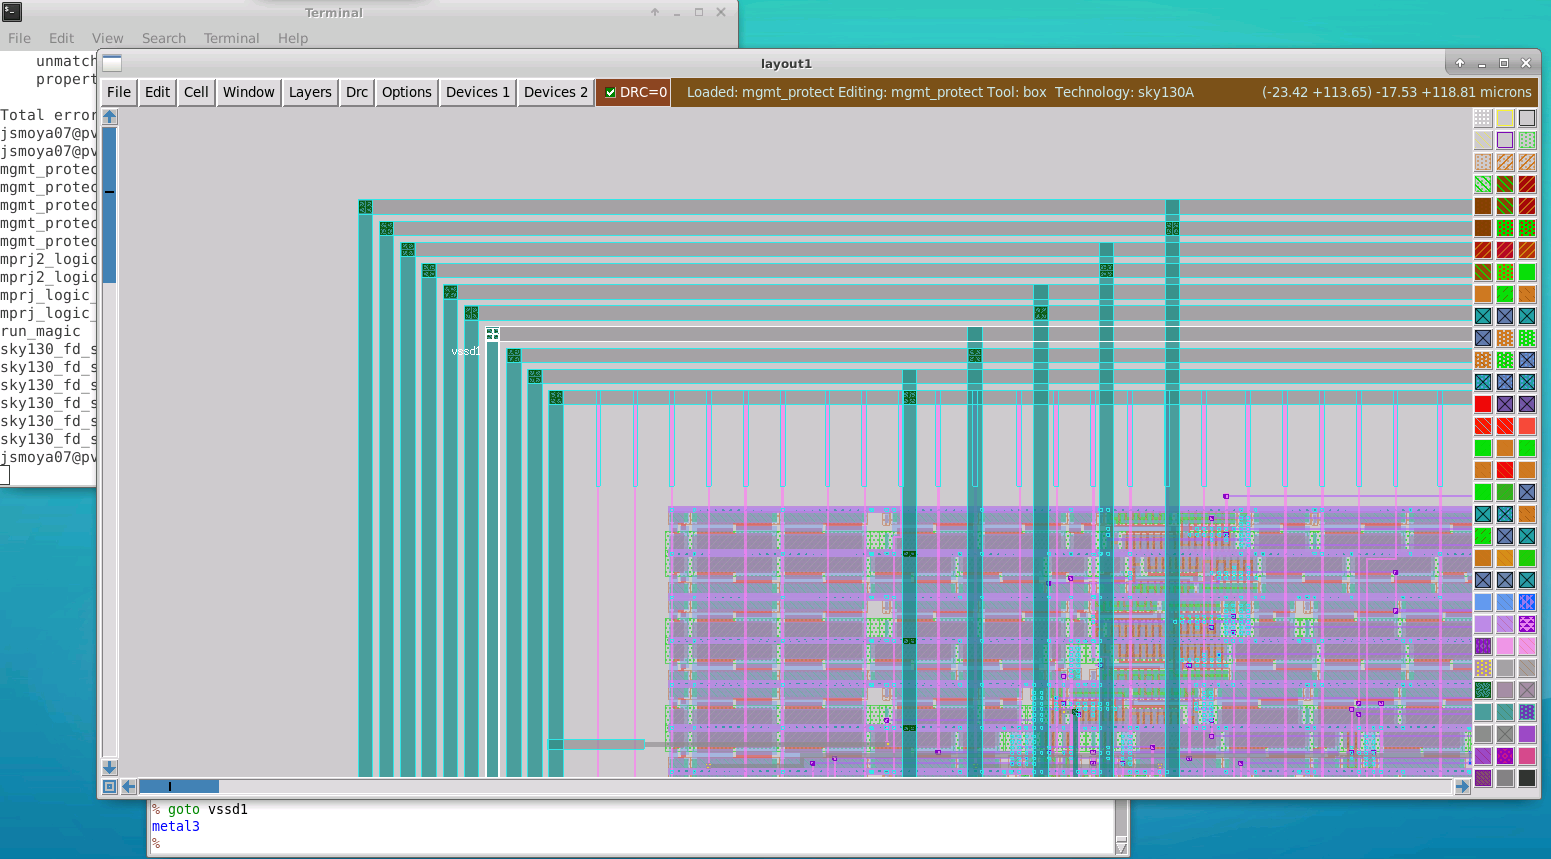 Terminal
File Edit View Search Terminal Help
unmatch
propert
Total error
jsmoya07@pv
jsmoya07@pv
mgmt_protec
mgmt_protec
mgmt_protec
mgmt_protec
mgmt_protec
mprj2_logic
mprj2_logic
mprj_logic_
mprj_logic_
run_magic
sky130_fd_s
sky130_fd_s
sky130_fd_s
sky130_fd_s
sky130_fd_s
sky130_fd_s
jsmoya07@pv
layout1
File Edit Cell Window Layers Drc Options Devices 1 Devices 2 DRC=0 Loaded: mgmt_protect Editing: mgmt_protect Tool: box Technology: sky130A (-23.42 +113.65) -17.53 +118.81 microns
vssd1
% goto vssd1
metal3
%